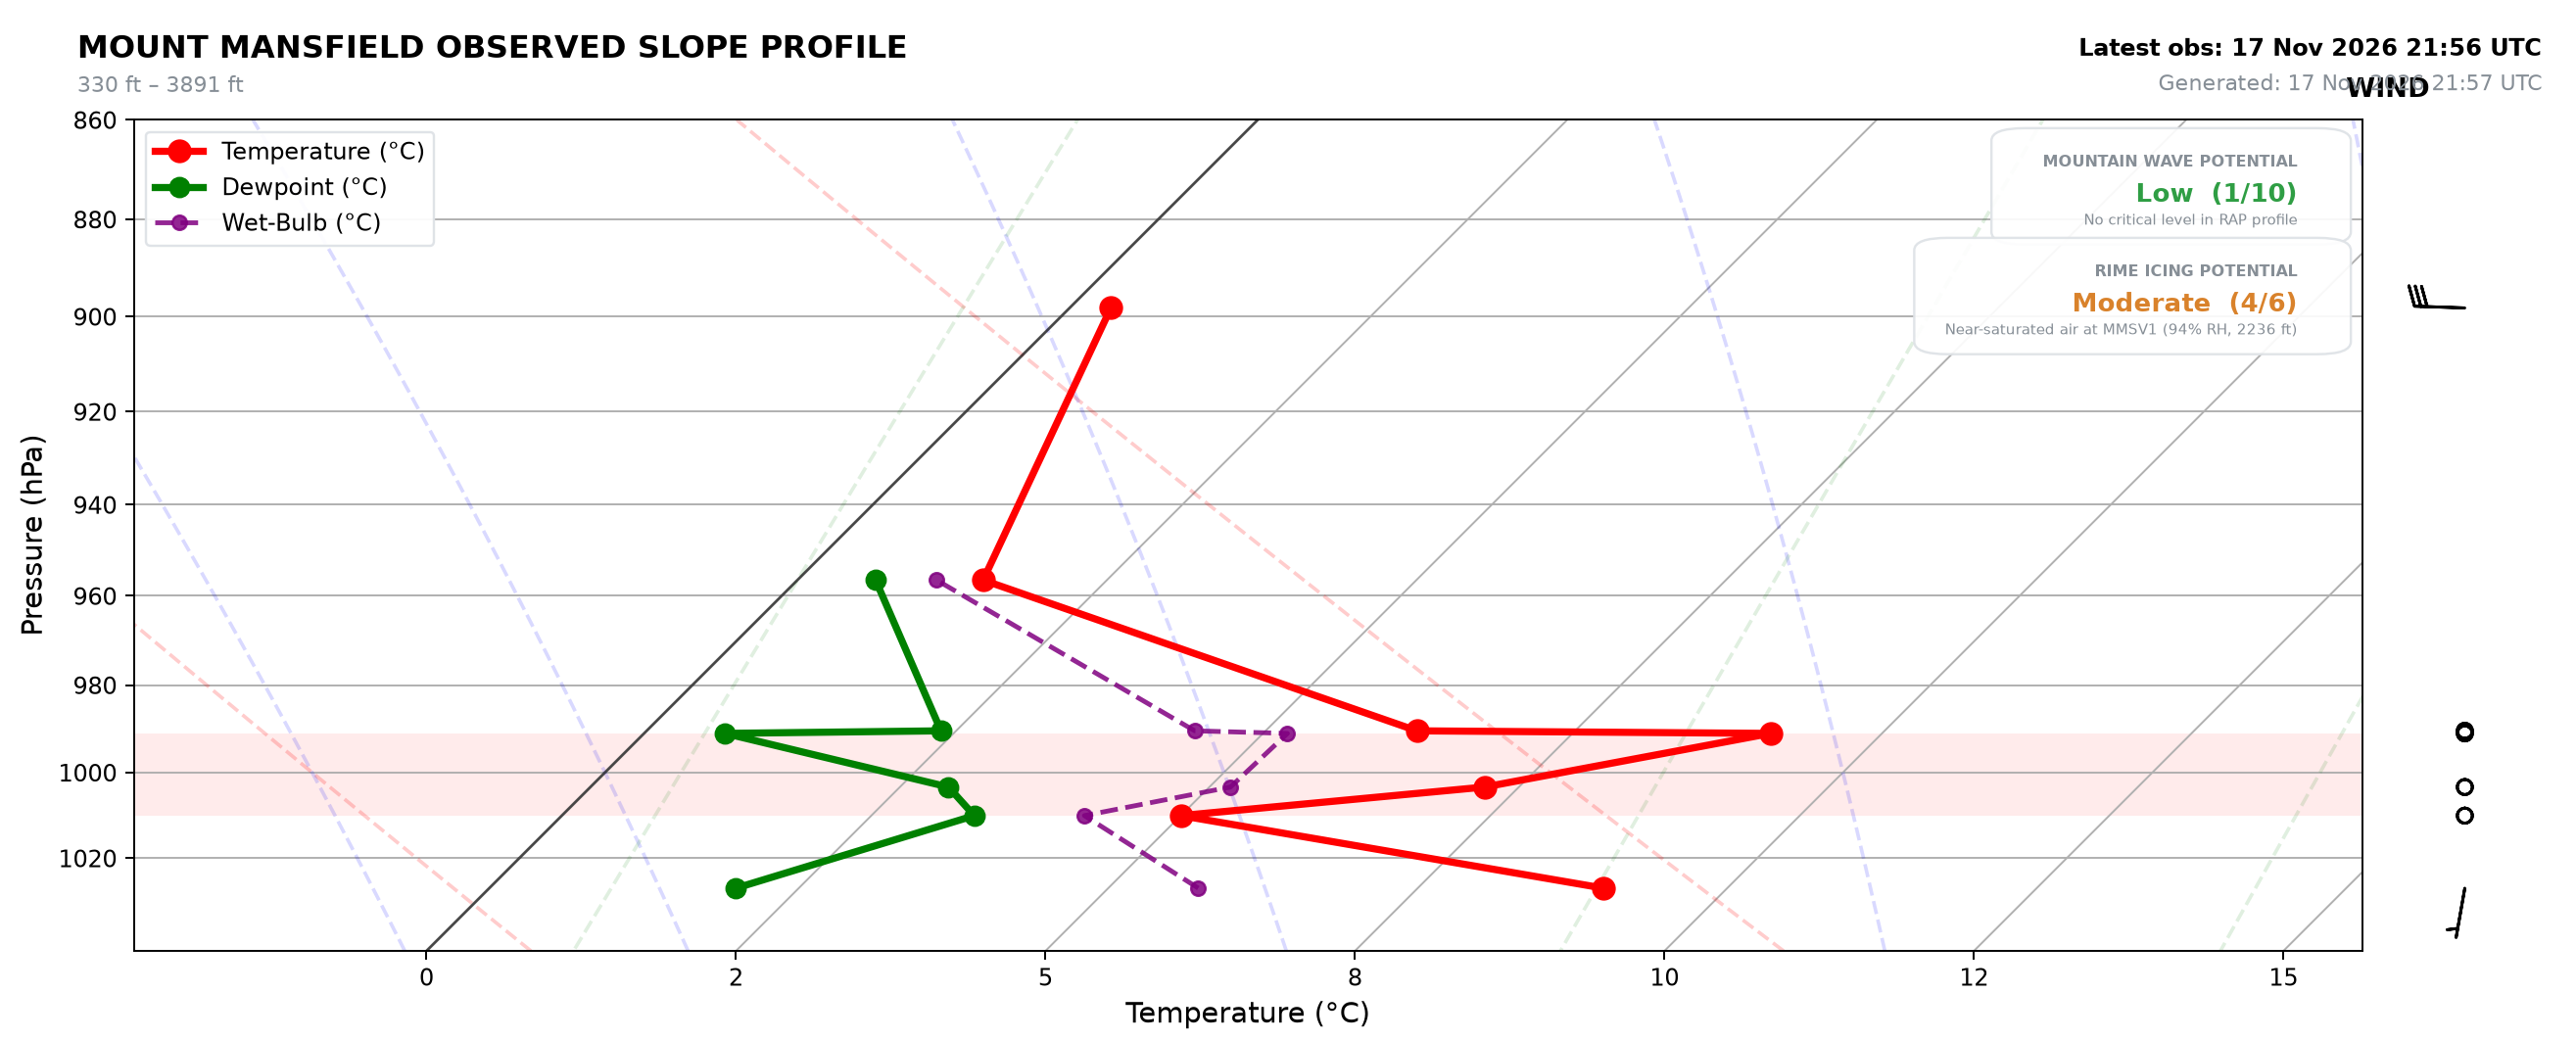 MOUNT MANSFIELD OBSERVED SLOPE PROFILE
330 ft – 3891 ft
Latest obs: 17 Nov 2026 21:56 UTC
Generated: 17 Nov 2026 21:57 UTC
WIND
Temperature (°C)
Dewpoint (°C)
Wet-Bulb (°C)
MOUNTAIN WAVE POTENTIAL
Low (1/10)
No critical level in RAP profile
RIME ICING POTENTIAL
Moderate (4/6)
Near-saturated air at MMSV1 (94% RH, 2236 ft)
Pressure (hPa)
860
880
900
920
940
960
980
1000
1020
0 2 5 8 10 12 15
Temperature (°C)